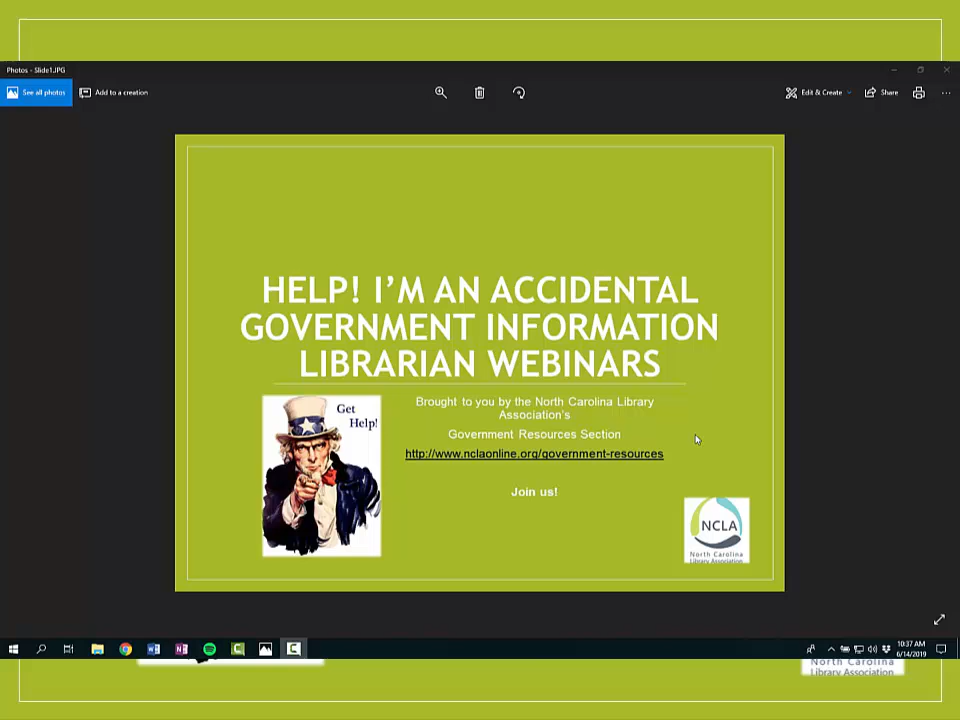 Photos - Slide1.JPG
See all photos
Add to a creation
Edit & Create
Share
HELP! I'M AN ACCIDENTAL
GOVERNMENT INFORMATION
LIBRARIAN WEBINARS
Get
Help!
Brought to you by the North Carolina Library
Association's
Government Resources Section
http://www.nclaonline.org/government-resources
Join us!
NCLA
North Carolina
Library Association
10:37 AM
6/14/2019
North Carolina
Library Association